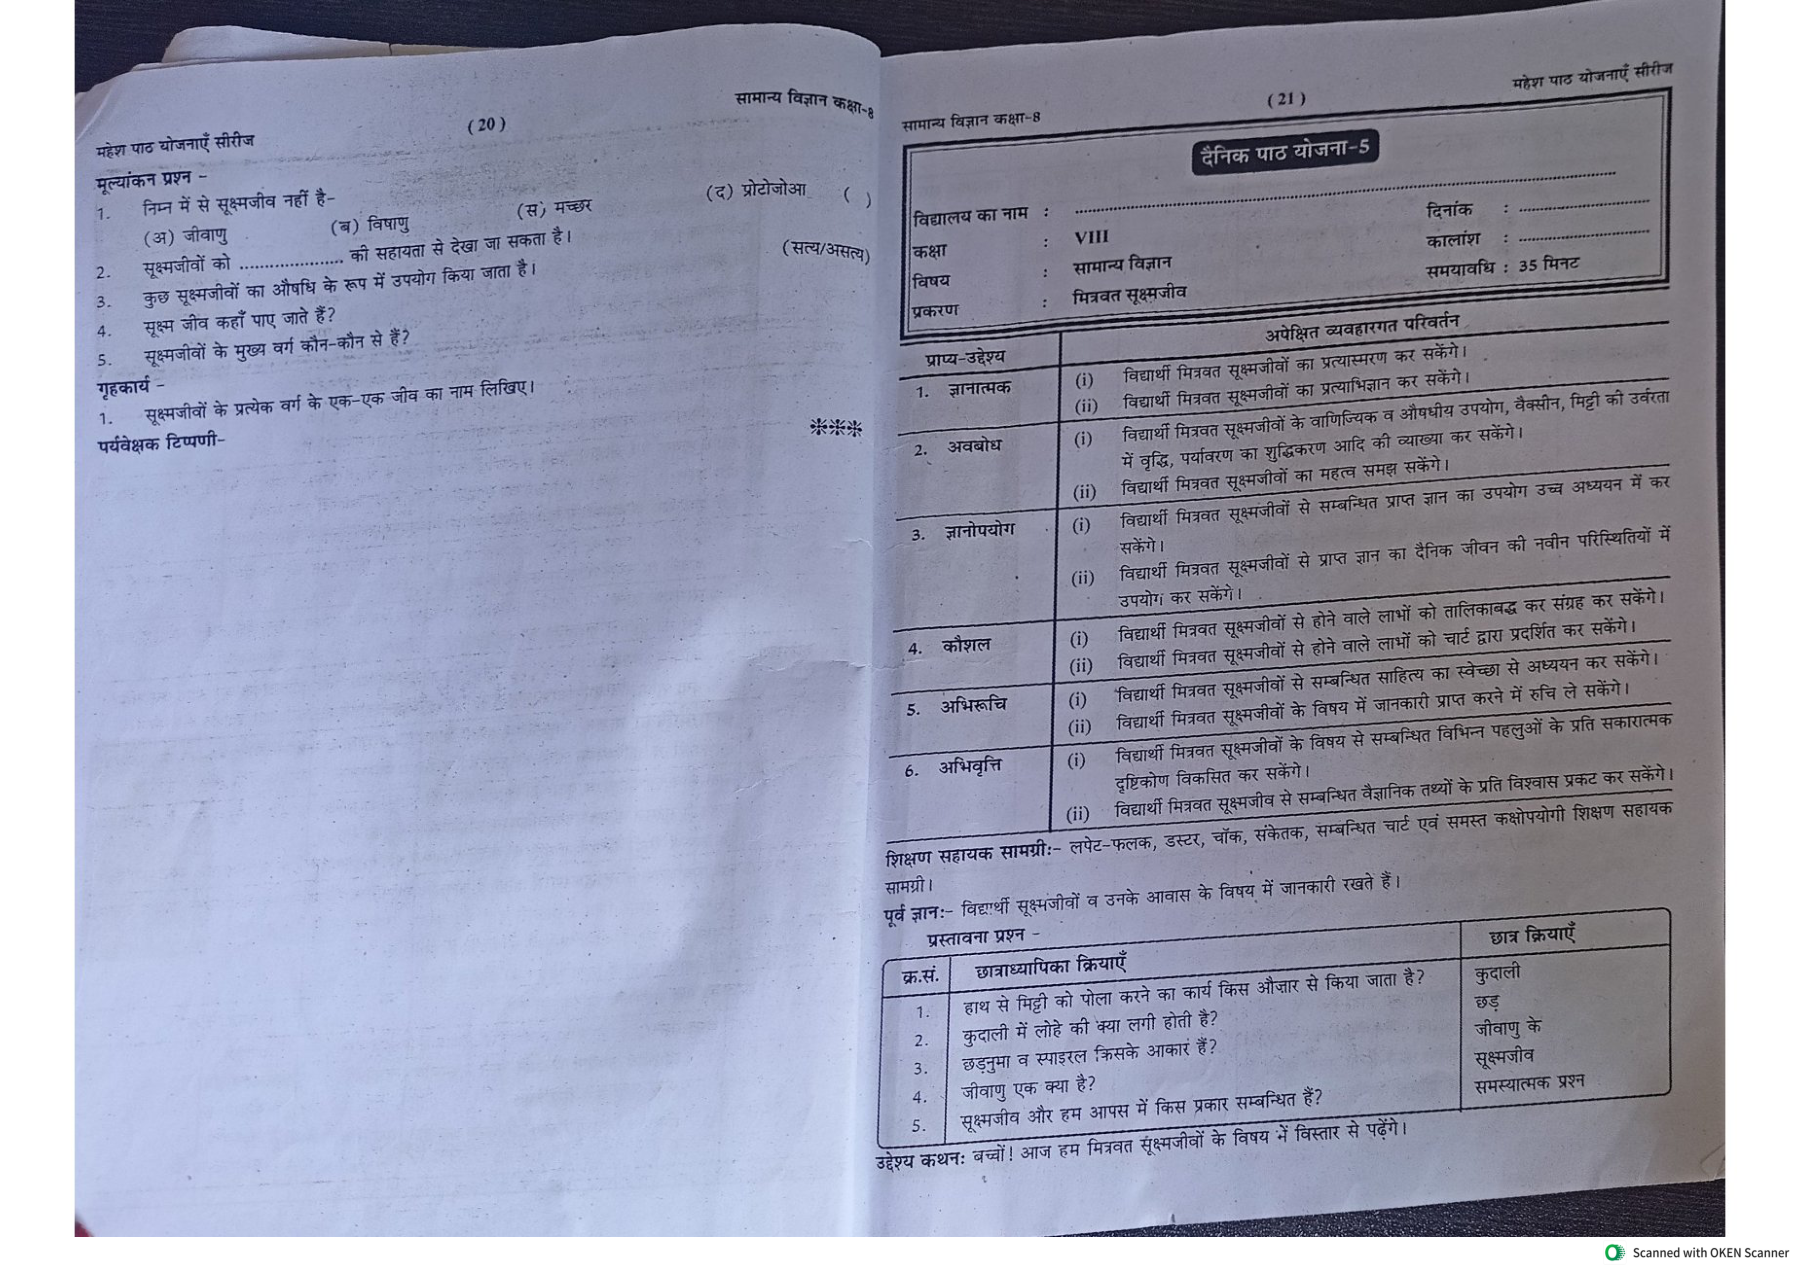 महेश पाठ योजनाएँ सीरीज
( 20 )
सामान्य विज्ञान कक्षा-8
मूल्यांकन प्रश्न -
1. निम्न में से सूक्ष्मजीव नहीं है-
(अ) जीवाणु (ब) विषाणु (स) मच्छर (द) प्रोटोजोआ ( )
2. सूक्ष्मजीवों को .................... की सहायता से देखा जा सकता है।
3. कुछ सूक्ष्मजीवों का औषधि के रूप में उपयोग किया जाता है। (सत्य/असत्य)
4. सूक्ष्म जीव कहाँ पाए जाते हैं?
5. सूक्ष्मजीवों के मुख्य वर्ग कौन-कौन से हैं?
गृहकार्य -
1. सूक्ष्मजीवों के प्रत्येक वर्ग के एक-एक जीव का नाम लिखिए।
पर्यवेक्षक टिप्पणी-
❊❊❊
सामान्य विज्ञान कक्षा-8
( 21 )
महेश पाठ योजनाएँ सीरीज
दैनिक पाठ योजना-5
विद्यालय का नाम : ....................
दिनांक : ....................
कक्षा : VIII
कालांश : ....................
विषय : सामान्य विज्ञान
समयावधि : 35 मिनट
प्रकरण : मित्रवत सूक्ष्मजीव
प्राप्य-उद्देश्य अपेक्षित व्यवहारगत परिवर्तन
1. ज्ञानात्मक (i) विद्यार्थी मित्रवत सूक्ष्मजीवों का प्रत्यास्मरण कर सकेंगे।
(ii) विद्यार्थी मित्रवत सूक्ष्मजीवों का प्रत्याभिज्ञान कर सकेंगे।
2. अवबोध (i) विद्यार्थी मित्रवत सूक्ष्मजीवों के वाणिज्यिक व औषधीय उपयोग, वैक्सीन, मिट्टी की उर्वरता
में वृद्धि, पर्यावरण का शुद्धिकरण आदि की व्याख्या कर सकेंगे।
(ii) विद्यार्थी मित्रवत सूक्ष्मजीवों का महत्व समझ सकेंगे।
3. ज्ञानोपयोग (i) विद्यार्थी मित्रवत सूक्ष्मजीवों से सम्बन्धित प्राप्त ज्ञान का उपयोग उच्च अध्ययन में कर
सकेंगे।
(ii) विद्यार्थी मित्रवत सूक्ष्मजीवों से प्राप्त ज्ञान का दैनिक जीवन की नवीन परिस्थितियों में
उपयोग कर सकेंगे।
4. कौशल (i) विद्यार्थी मित्रवत सूक्ष्मजीवों से होने वाले लाभों को तालिकाबद्ध कर संग्रह कर सकेंगे।
(ii) विद्यार्थी मित्रवत सूक्ष्मजीवों से होने वाले लाभों को चार्ट द्वारा प्रदर्शित कर सकेंगे।
5. अभिरूचि (i) विद्यार्थी मित्रवत सूक्ष्मजीवों से सम्बन्धित साहित्य का स्वेच्छा से अध्ययन कर सकेंगे।
(ii) विद्यार्थी मित्रवत सूक्ष्मजीवों के विषय में जानकारी प्राप्त करने में रुचि ले सकेंगे।
6. अभिवृत्ति (i) विद्यार्थी मित्रवत सूक्ष्मजीवों के विषय से सम्बन्धित विभिन्न पहलुओं के प्रति सकारात्मक
दृष्टिकोण विकसित कर सकेंगे।
(ii) विद्यार्थी मित्रवत सूक्ष्मजीव से सम्बन्धित वैज्ञानिक तथ्यों के प्रति विश्वास प्रकट कर सकेंगे।
शिक्षण सहायक सामग्री:- लपेट-फलक, डस्टर, चॉक, संकेतक, सम्बन्धित चार्ट एवं समस्त कक्षोपयोगी शिक्षण सहायक
सामग्री।
पूर्व ज्ञान:- विद्यार्थी सूक्ष्मजीवों व उनके आवास के विषय में जानकारी रखते हैं।
प्रस्तावना प्रश्न -
क्र.सं. छात्राध्यापिका क्रियाएँ छात्र क्रियाएँ
1. हाथ से मिट्टी को पोला करने का कार्य किस औज़ार से किया जाता है? कुदाली
2. कुदाली में लोहे की क्या लगी होती है? छड़
3. छड़नुमा व स्पाइरल किसके आकार हैं? जीवाणु के
4. जीवाणु एक क्या है? सूक्ष्मजीव
5. सूक्ष्मजीव और हम आपस में किस प्रकार सम्बन्धित हैं? समस्यात्मक प्रश्न
उद्देश्य कथन: बच्चों! आज हम मित्रवत सूक्ष्मजीवों के विषय में विस्तार से पढ़ेंगे।
Scanned with OKEN Scanner